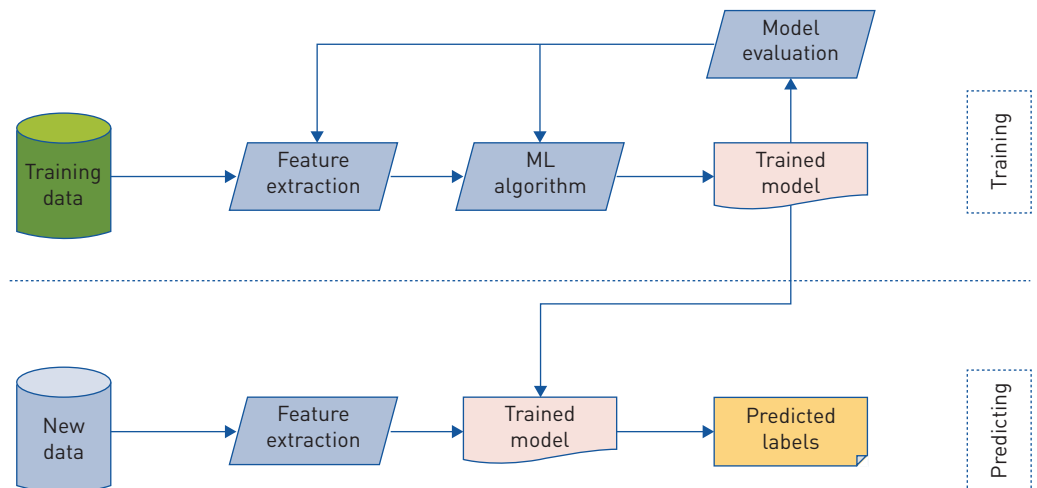 Model
evaluation
Training
data
Feature
extraction
ML
algorithm
Trained
model
Training
New
data
Feature
extraction
Trained
model
Predicted
labels
Predicting